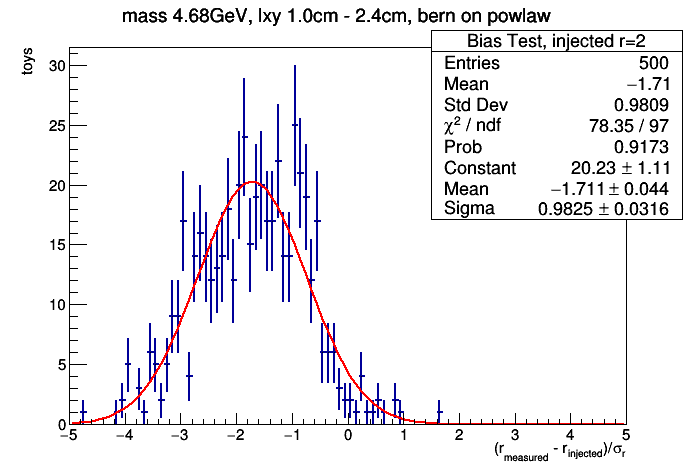 mass 4.68GeV, lxy 1.0cm - 2.4cm, bern on powlaw
Bias Test, injected r=2
Entries 500
Mean −1.71
Std Dev 0.9809
χ² / ndf 78.35 / 97
Prob 0.9173
Constant 20.23 ± 1.11
Mean −1.711 ± 0.044
Sigma 0.9825 ± 0.0316
toys
30
25
20
15
10
5
0
−5 −4 −3 −2 −1 0 1 2 3 4 5
(r_measured - r_injected)/σ_r